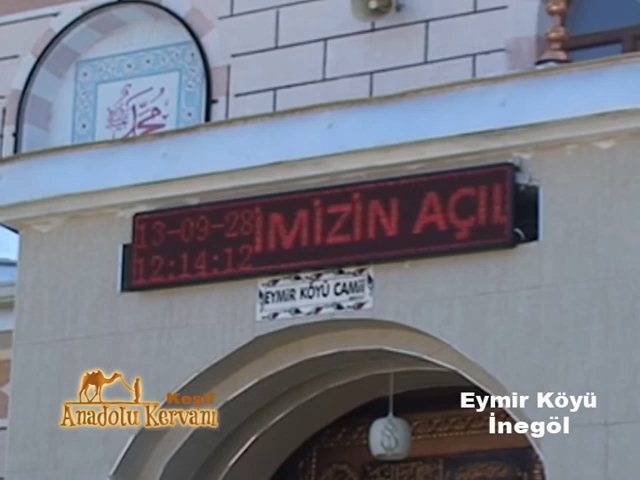 محمد
13-09-28
12:14:12
İMİZİN AÇIL
EYMİR KÖYÜ CAMİİ
Keşif
Anadolu Kervanı
Eymir Köyü
İnegöl